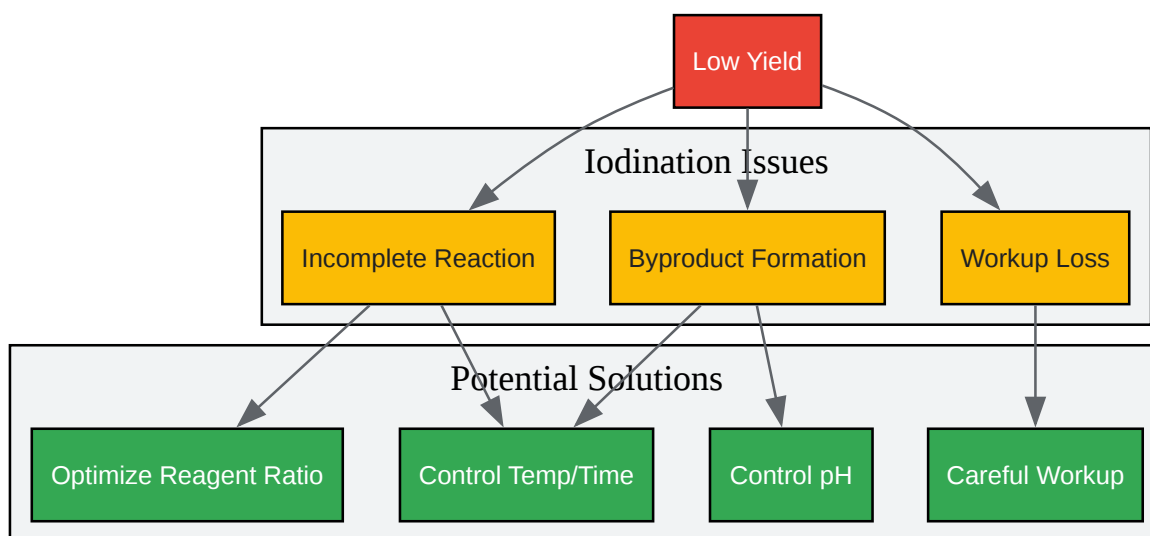 Low Yield
Iodination Issues
Incomplete Reaction
Byproduct Formation
Workup Loss
Potential Solutions
Optimize Reagent Ratio
Control Temp/Time
Control pH
Careful Workup